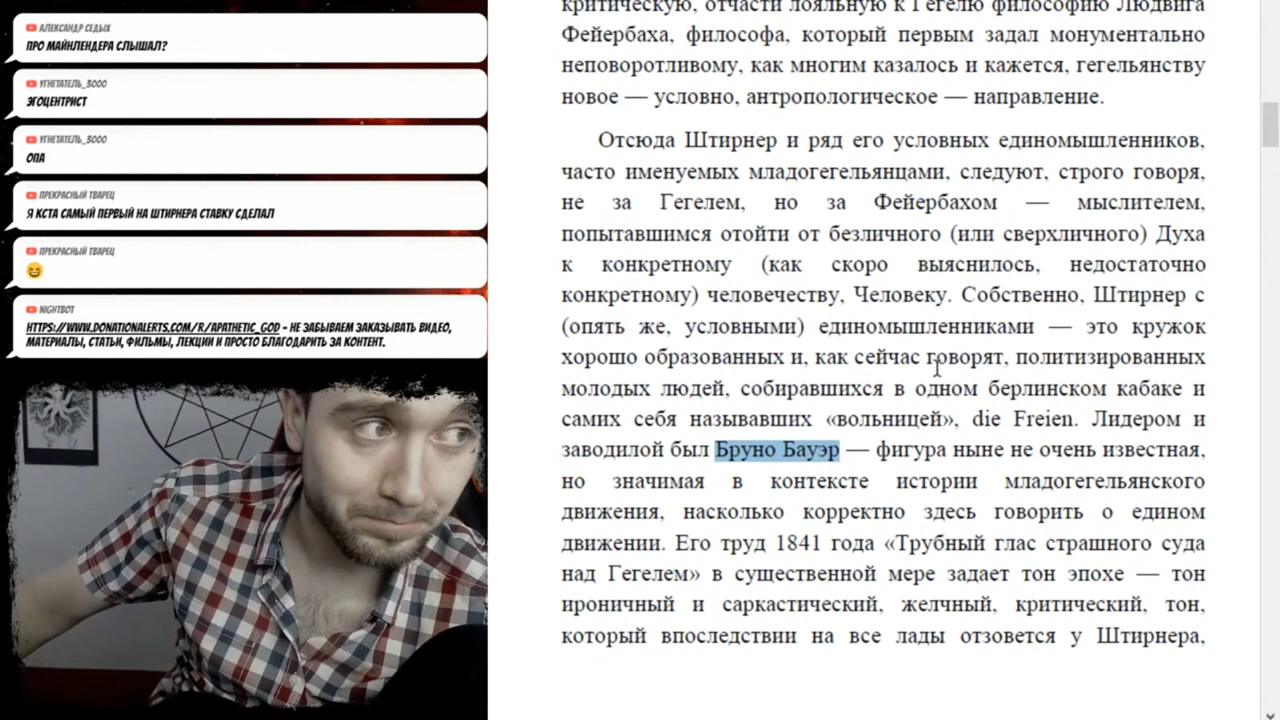 АЛЕКСАНДР СЕДЫХ
ПРО МАЙНЛЕНДЕРА СЛЫШАЛ?
УГНЕТАТЕЛЬ_3000
ЭГОЦЕНТРИСТ
УГНЕТАТЕЛЬ_3000
ОПА
ПРЕКРАСНЫЙ ТВАРЕЦ
Я КСТА САМЫЙ ПЕРВЫЙ НА ШТИРНЕРА СТАВКУ СДЕЛАЛ
ПРЕКРАСНЫЙ ТВАРЕЦ
NIGHTBOT
HTTPS://WWW.DONATIONALERTS.COM/R/APATHETIC_GOD - НЕ ЗАБЫВАЕМ ЗАКАЗЫВАТЬ ВИДЕО,
МАТЕРИАЛЫ, СТАТЬИ, ФИЛЬМЫ, ЛЕКЦИИ И ПРОСТО БЛАГОДАРИТЬ ЗА КОНТЕНТ.
критическую, отчасти лояльную к Гегелю философию Людвига
Фейербаха, философа, который первым задал монументально
неповоротливому, как многим казалось и кажется, гегельянству
новое — условно, антропологическое — направление.
Отсюда Штирнер и ряд его условных единомышленников,
часто именуемых младогегельянцами, следуют, строго говоря,
не за Гегелем, но за Фейербахом — мыслителем,
попытавшимся отойти от безличного (или сверхличного) Духа
к конкретному (как скоро выяснилось, недостаточно
конкретному) человечеству, Человеку. Собственно, Штирнер с
(опять же, условными) единомышленниками — это кружок
хорошо образованных и, как сейчас говорят, политизированных
молодых людей, собиравшихся в одном берлинском кабаке и
самих себя называвших «вольницей», die Freien. Лидером и
заводилой был Бруно Бауэр — фигура ныне не очень известная,
но значимая в контексте истории младогегельянского
движения, насколько корректно здесь говорить о едином
движении. Его труд 1841 года «Трубный глас страшного суда
над Гегелем» в существенной мере задает тон эпохе — тон
ироничный и саркастический, желчный, критический, тон,
который впоследствии на все лады отзовется у Штирнера,